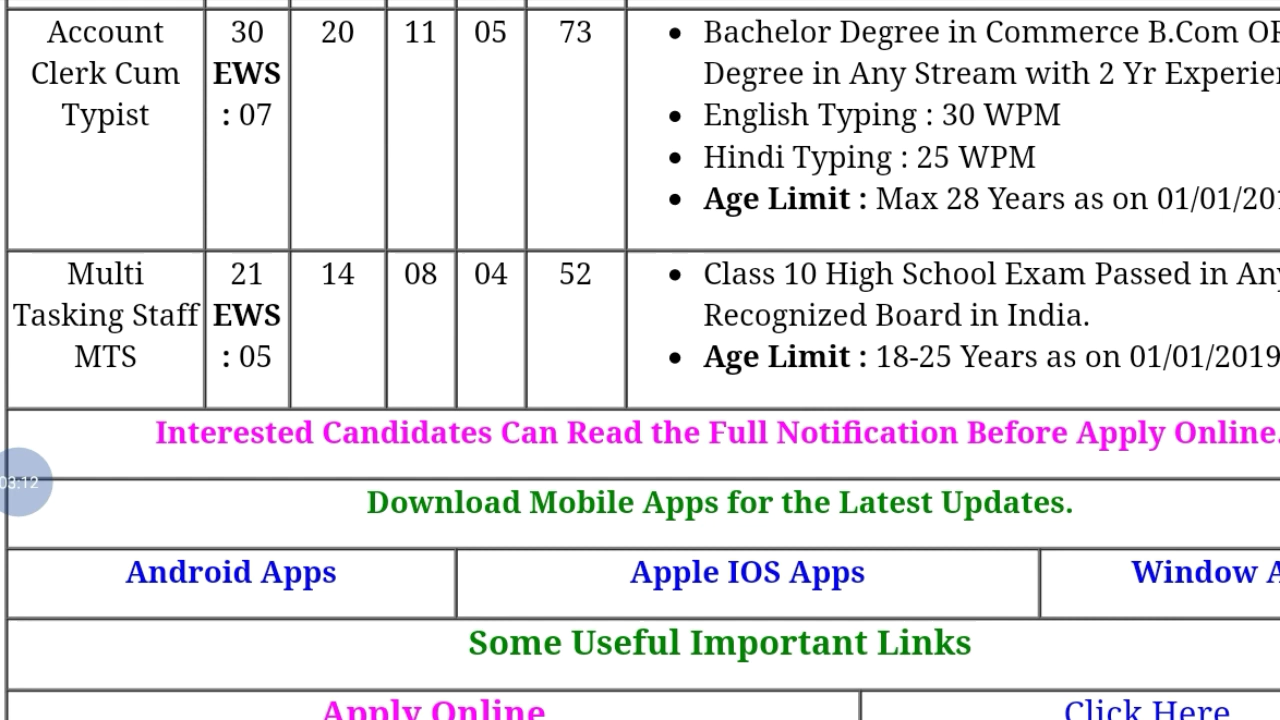 Account Clerk Cum Typist
30 EWS : 07
20
11
05
73
Bachelor Degree in Commerce B.Com
Degree in Any Stream with 2 Yr
English Typing : 30 WPM
Hindi Typing : 25 WPM
Age Limit : Max 28 Years as on
Multi Tasking Staff MTS
21 EWS : 05
14
08
04
52
Class 10 High School Exam Passed in
Recognized Board in India.
Age Limit : 18-25 Years as on 01/01/2019
Interested Candidates Can Read the Full Notification Before Apply Online.
03:12
Download Mobile Apps for the Latest Updates.
Android Apps
Apple IOS Apps
Window
Some Useful Important Links
Apply Online
Click Here